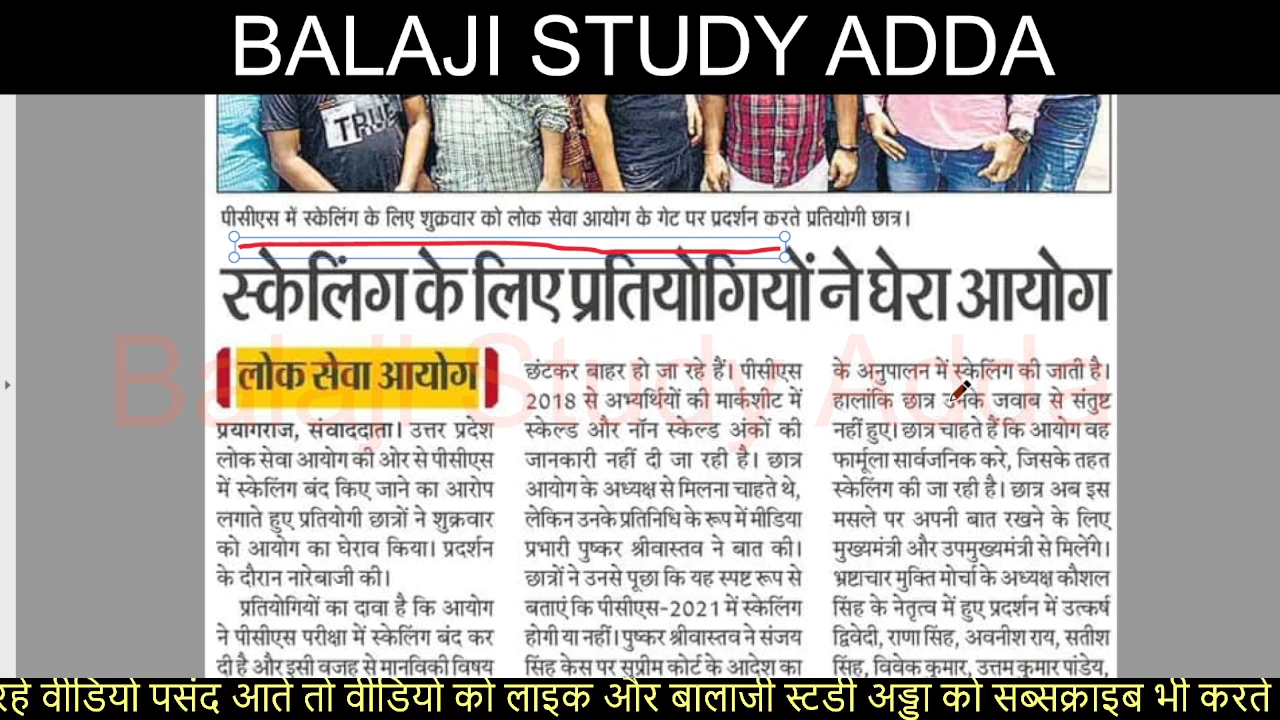 BALAJI STUDY ADDA
TRUE
पीसीएस में स्केलिंग के लिए शुक्रवार को लोक सेवा आयोग के गेट पर प्रदर्शन करते प्रतियोगी छात्र।
स्केलिंग के लिए प्रतियोगियों ने घेरा आयोग
Balaji Study Adda
लोक सेवा आयोग
प्रयागराज, संवाददाता। उत्तर प्रदेश
लोक सेवा आयोग की ओर से पीसीएस
में स्केलिंग बंद किए जाने का आरोप
लगाते हुए प्रतियोगी छात्रों ने शुक्रवार
को आयोग का घेराव किया। प्रदर्शन
के दौरान नारेबाजी की।
प्रतियोगियों का दावा है कि आयोग
ने पीसीएस परीक्षा में स्केलिंग बंद कर
दी है और इसी वजह से मानविकी विषय
छंटकर बाहर हो जा रहे हैं। पीसीएस
2018 से अभ्यर्थियों की मार्कशीट में
स्केल्ड और नॉन स्केल्ड अंकों की
जानकारी नहीं दी जा रही है। छात्र
आयोग के अध्यक्ष से मिलना चाहते थे,
लेकिन उनके प्रतिनिधि के रूप में मीडिया
प्रभारी पुष्कर श्रीवास्तव ने बात की।
छात्रों ने उनसे पूछा कि यह स्पष्ट रूप से
बताएं कि पीसीएस-2021 में स्केलिंग
होगी या नहीं। पुष्कर श्रीवास्तव ने संजय
सिंह केस पर सुप्रीम कोर्ट के आदेश का
के अनुपालन में स्केलिंग की जाती है।
हालांकि छात्र उनके जवाब से संतुष्ट
नहीं हुए। छात्र चाहते हैं कि आयोग वह
फार्मूला सार्वजनिक करे, जिसके तहत
स्केलिंग की जा रही है। छात्र अब इस
मसले पर अपनी बात रखने के लिए
मुख्यमंत्री और उपमुख्यमंत्री से मिलेंगे।
भ्रष्टाचार मुक्ति मोर्चा के अध्यक्ष कौशल
सिंह के नेतृत्व में हुए प्रदर्शन में उत्कर्ष
द्विवेदी, राणा सिंह, अवनीश राय, सतीश
सिंह, विवेक कुमार, उत्तम कुमार पांडेय,
रहे वीडियो पसंद आते तो वीडियो को लाइक और बालाजी स्टडी अड्डा को सब्सक्राइब भी करते